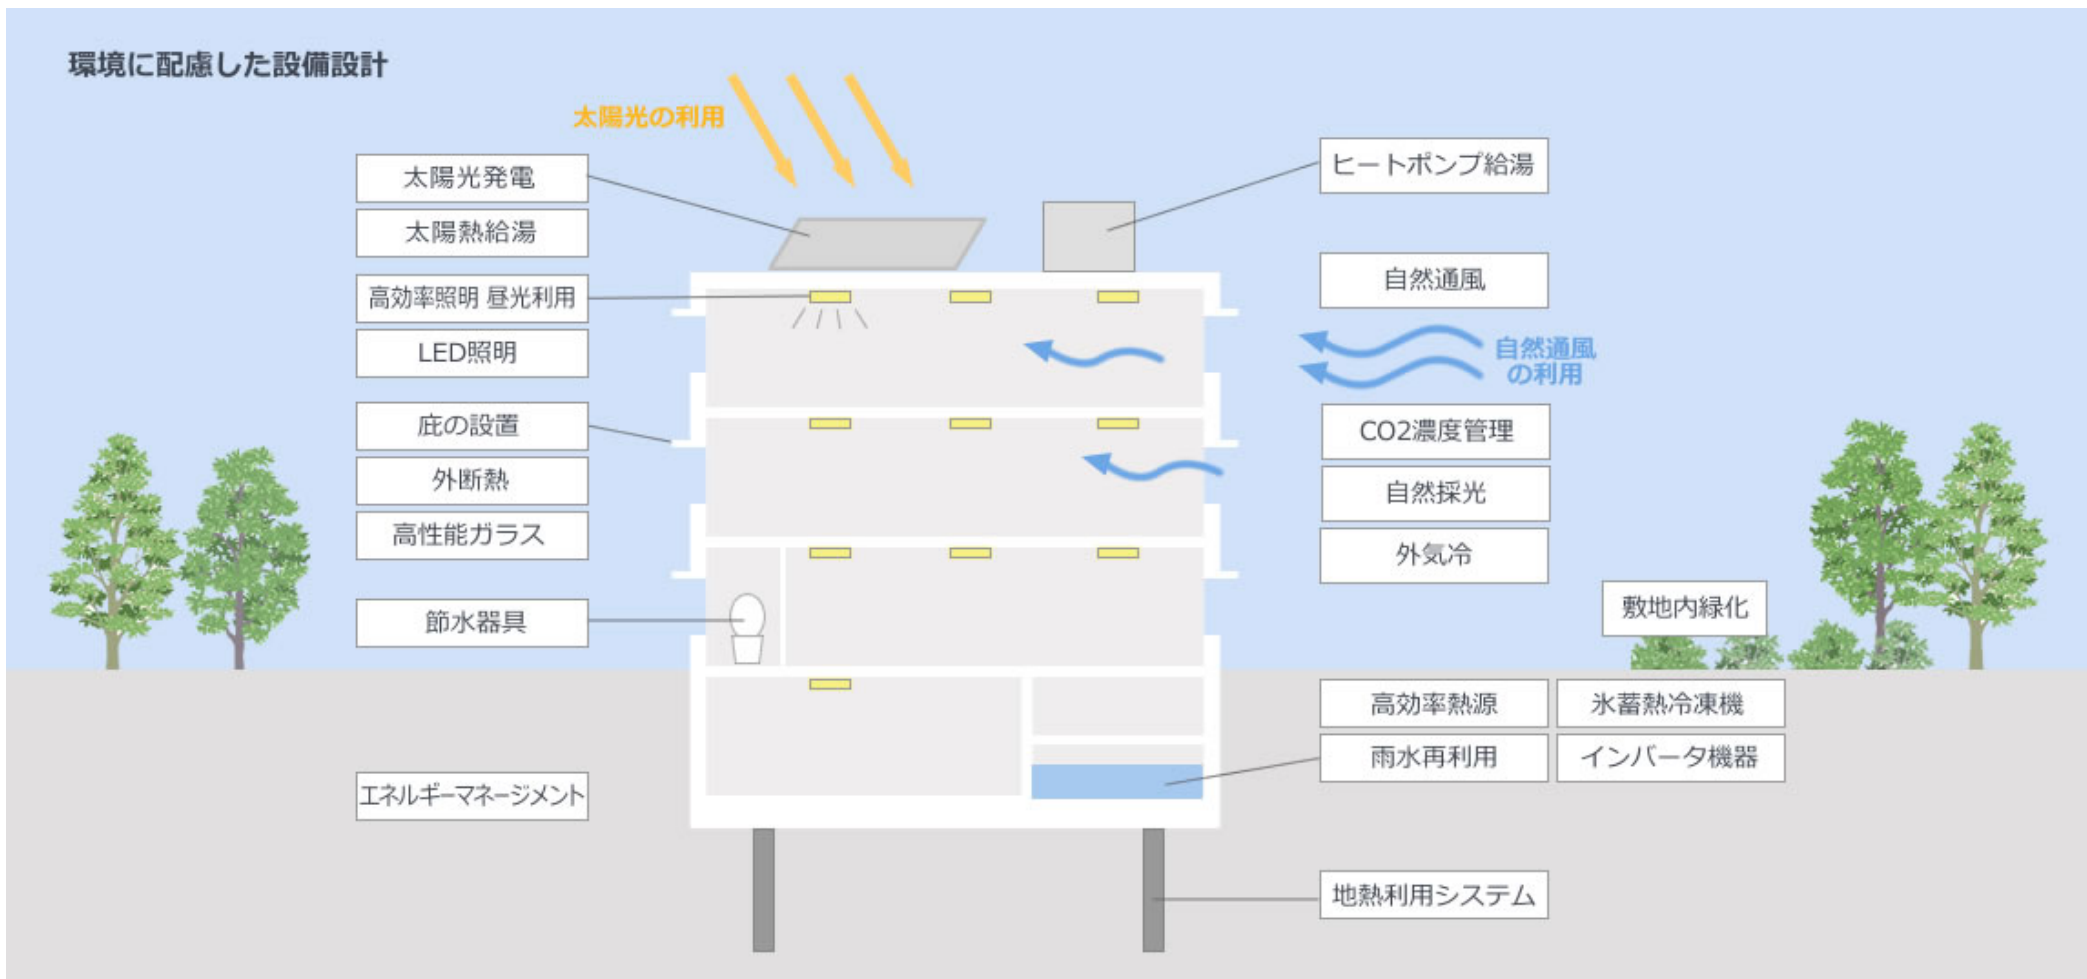 環境に配慮した設備設計
太陽光の利用
太陽光発電
太陽熱給湯
高効率照明 昼光利用
LED照明
庇の設置
外断熱
高性能ガラス
節水器具
エネルギーマネージメント
ヒートポンプ給湯
自然通風
自然通風
の利用
CO2濃度管理
自然採光
外気冷
敷地内緑化
高効率熱源
氷蓄熱冷凍機
雨水再利用
インバータ機器
地熱利用システム